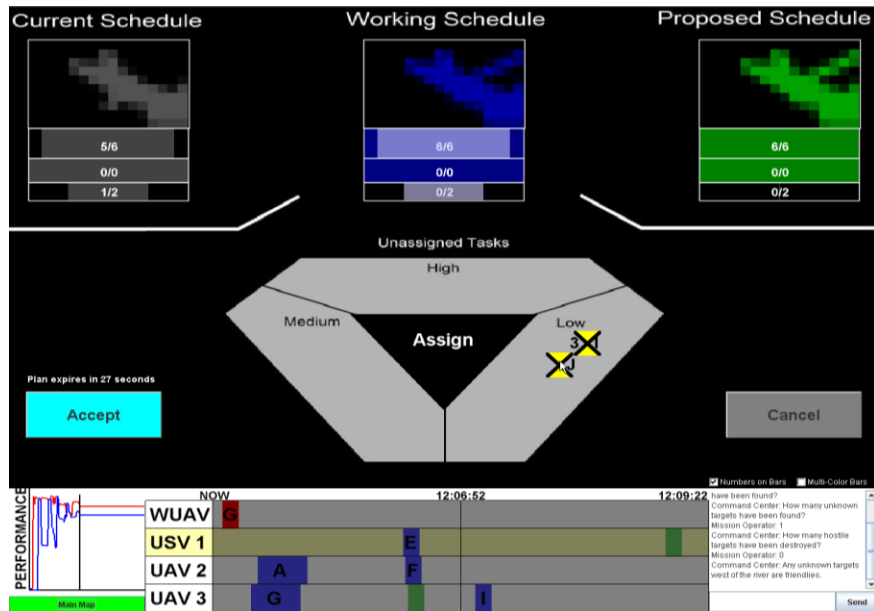 Current Schedule
Working Schedule
Proposed Schedule
5/6
0/0
1/2
6/6
0/0
0/2
6/6
0/0
0/2
Unassigned Tasks
High
Medium
Low
Assign
3
J
Plan expires in 27 seconds
Accept
Cancel
Numbers on Bars
Multi-Color Bars
PERFORMANCE
Main Map
NOW
12:06:52
12:09:22
WUAV
G
USV 1
E
UAV 2
A
F
UAV 3
G
I
have been found?
Command Center: How many unknown
targets have been found?
Mission Operator: 1
Command Center: How many hostile
targets have been destroyed?
Mission Operator: 0
Command Center: Any unknown targets
west of the river are friendlies.
Send